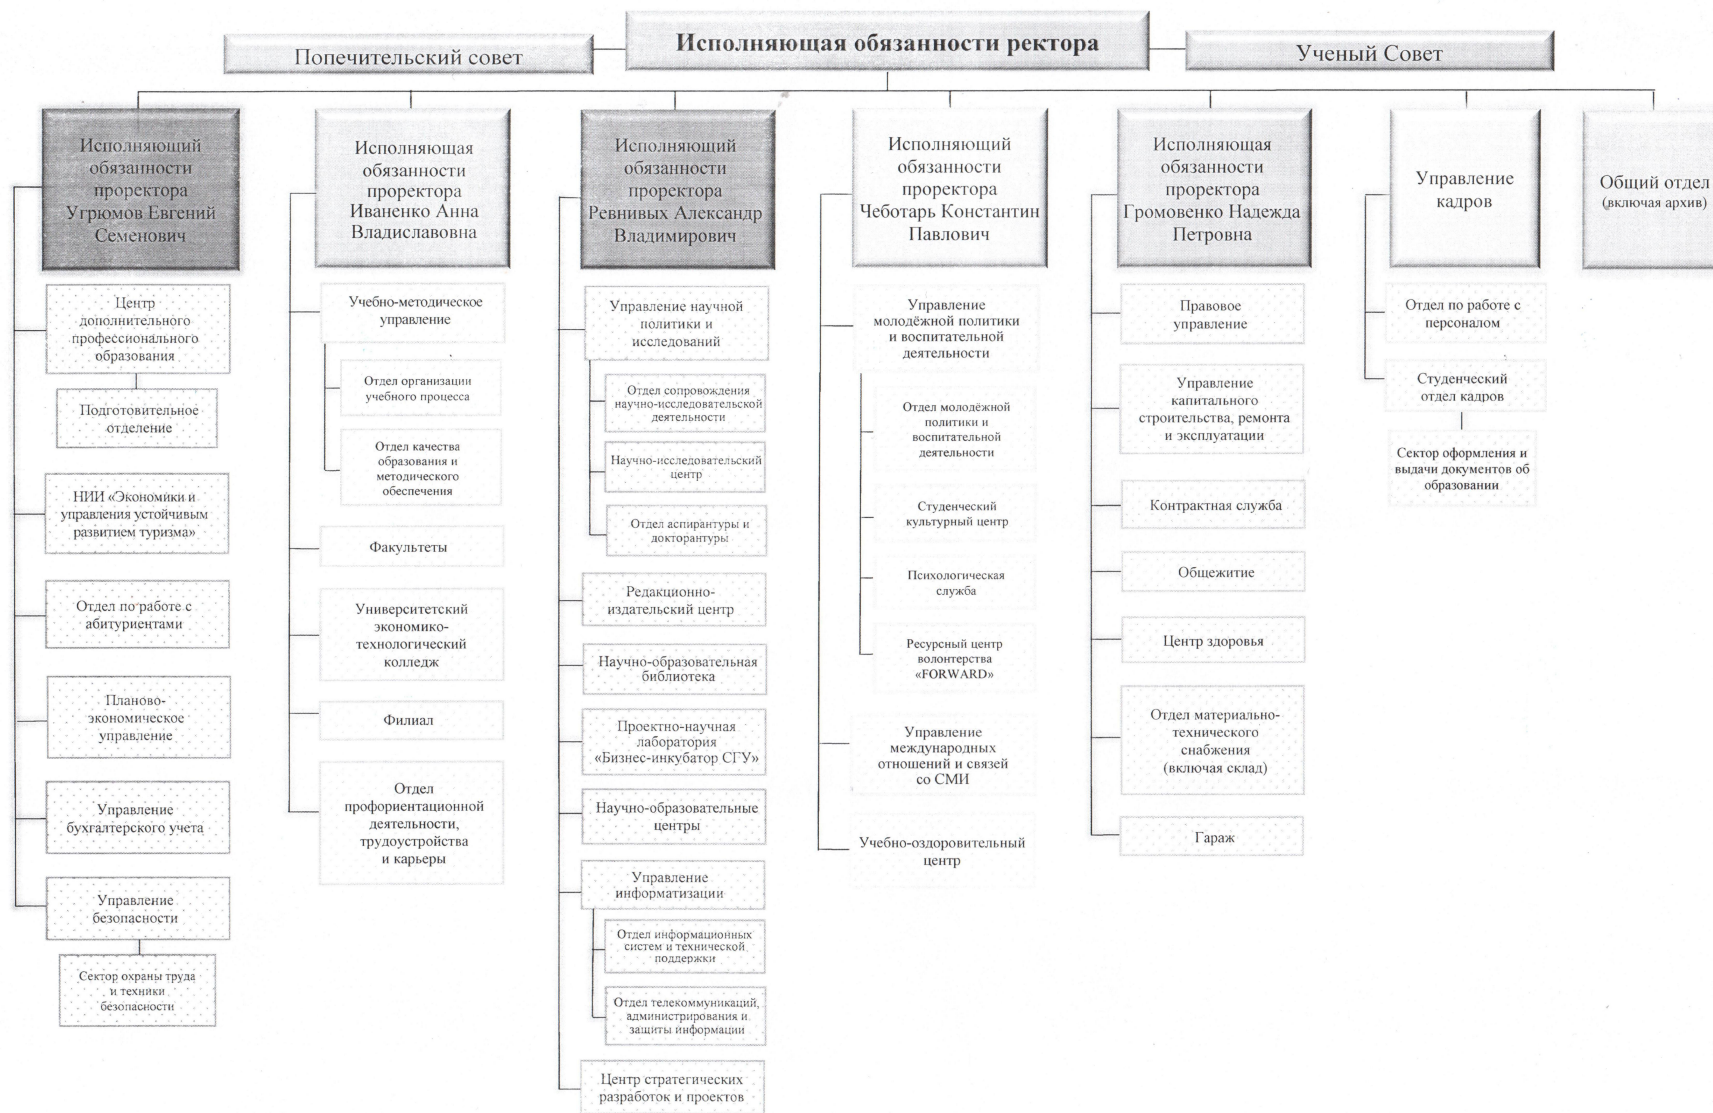 Исполняющая обязанности ректора
Попечительский совет
Ученый Совет
Исполняющий
обязанности
проректора
Угрюмов Евгений
Семенович
Центр
дополнительного
профессионального
образования
Подготовительное
отделение
НИИ «Экономики и
управления устойчивым
развитием туризма»
Отдел по работе с
абитуриентами
Планово-
экономическое
управление
Управление
бухгалтерского учета
Управление
безопасности
Сектор охраны труда
и техники
безопасности
Исполняющая
обязанности
проректора
Иваненко Анна
Владиславовна
Учебно-методическое
управление
Отдел организации
учебного процесса
Отдел качества
образования и
методического
обеспечения
Факультеты
Университетский
экономико-
технологический
колледж
Филиал
Отдел
профориентационной
деятельности,
трудоустройства
и карьеры
Исполняющий
обязанности
проректора
Ревнивых Александр
Владимирович
Управление научной
политики и
исследований
Отдел сопровождения
научно-исследовательской
деятельности
Научно-исследовательский
центр
Отдел аспирантуры и
докторантуры
Редакционно-
издательский центр
Научно-образовательная
библиотека
Проектно-научная
лаборатория
«Бизнес-инкубатор СГУ»
Научно-образовательные
центры
Управление
информатизации
Отдел информационных
систем и технической
поддержки
Отдел телекоммуникаций,
администрирования и
защиты информации
Центр стратегических
разработок и проектов
Исполняющий
обязанности
проректора
Чеботарь Константин
Павлович
Управление
молодёжной политики
и воспитательной
деятельности
Отдел молодёжной
политики и
воспитательной
деятельности
Студенческий
культурный центр
Психологическая
служба
Ресурсный центр
волонтерства
«FORWARD»
Управление
международных
отношений и связей
со СМИ
Учебно-оздоровительный
центр
Исполняющая
обязанности
проректора
Громовенко Надежда
Петровна
Правовое
управление
Управление
капитального
строительства, ремонта
и эксплуатации
Контрактная служба
Общежитие
Центр здоровья
Отдел материально-
технического
снабжения
(включая склад)
Гараж
Управление
кадров
Отдел по работе с
персоналом
Студенческий
отдел кадров
Сектор оформления и
выдачи документов об
образовании
Общий отдел
(включая архив)